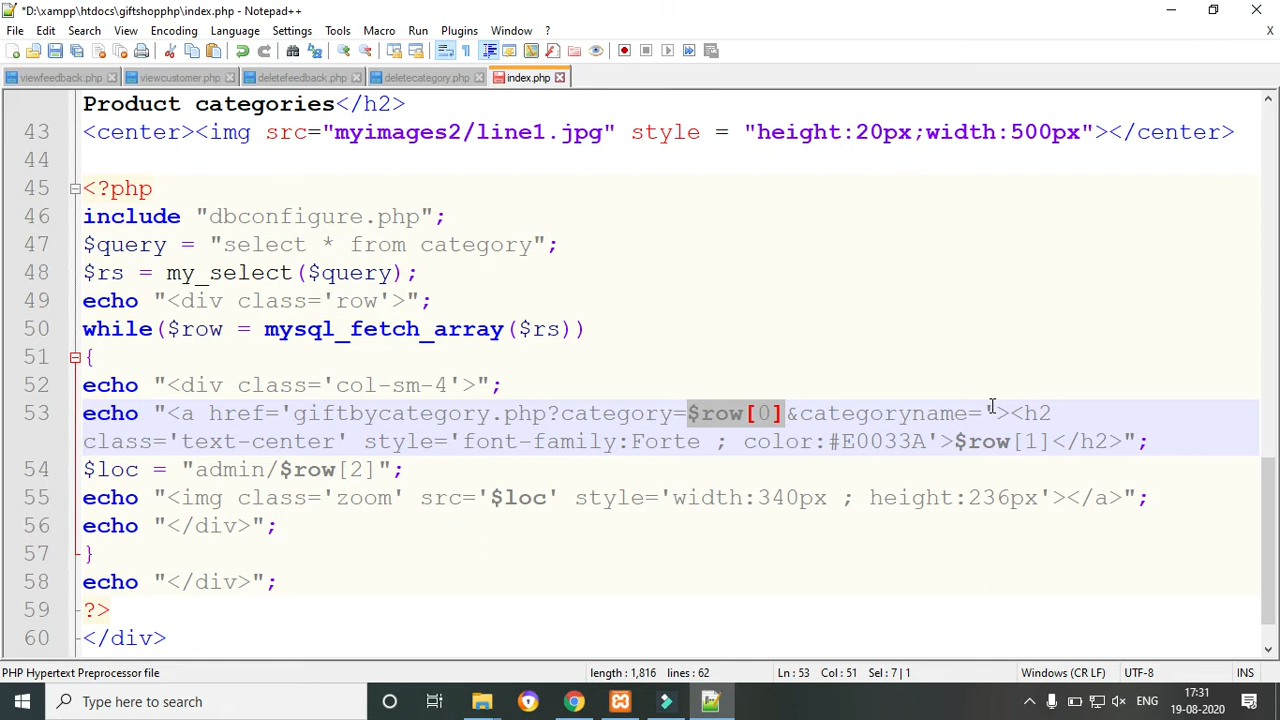 *D:\xampp\htdocs\giftshopphp\index.php - Notepad++
File Edit Search View Encoding Language Settings Tools Macro Run Plugins Window ? X
viewfeedback.php viewcustomer.php deletefeedback.php deletecategory.php index.php
Product categories</h2>
43 <center><img src="myimages2/line1.jpg" style = "height:20px;width:500px"></center>
44
45 <?php
46 include "dbconfigure.php";
47 $query = "select * from category";
48 $rs = my_select($query);
49 echo "<div class='row'>";
50 while($row = mysql_fetch_array($rs))
51 {
52 echo "<div class='col-sm-4'>";
53 echo "<a href='giftbycategory.php?category=$row[0]&categoryname='><h2
class='text-center' style='font-family:Forte ; color:#E0033A'>$row[1]</h2>";
54 $loc = "admin/$row[2]";
55 echo "<img class='zoom' src='$loc' style='width:340px ; height:236px'></a>";
56 echo "</div>";
57 }
58 echo "</div>";
59 ?>
60 </div>
PHP Hypertext Preprocessor file length : 1,816 lines : 62 Ln : 53 Col : 51 Sel : 7 | 1 Windows (CR LF) UTF-8 INS
Type here to search ENG 17:31
19-08-2020